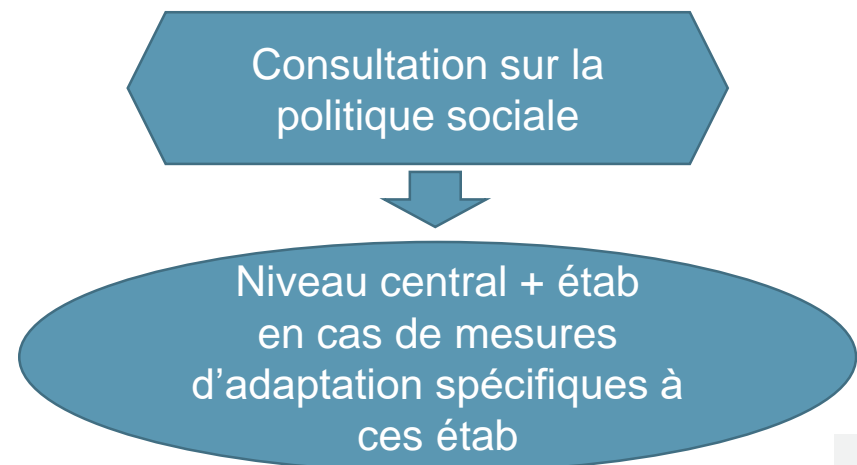 Consultation sur la
politique sociale
Niveau central + étab
en cas de mesures
d’adaptation spécifiques à
ces étab